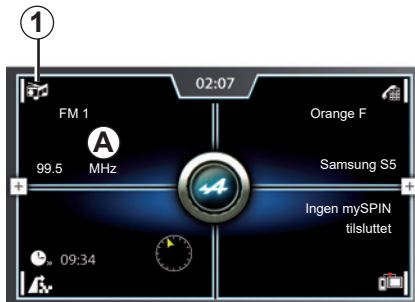 1
02:07
FM 1
A
99.5 MHz
Orange F
Samsung S5
Ingen mySPIN
tilsluttet
09:34